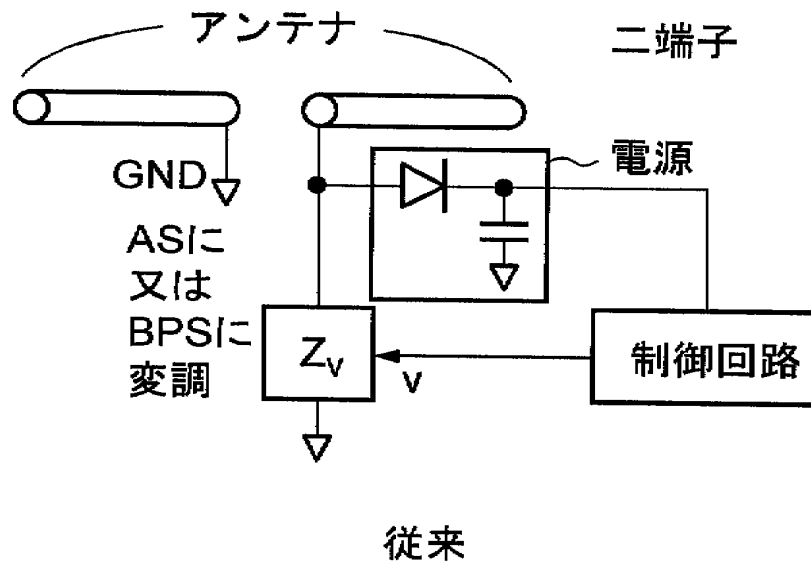 アンテナ
二端子
GND
電源
ASに
又は
BPSに
変調
ZV
v
制御回路
従来